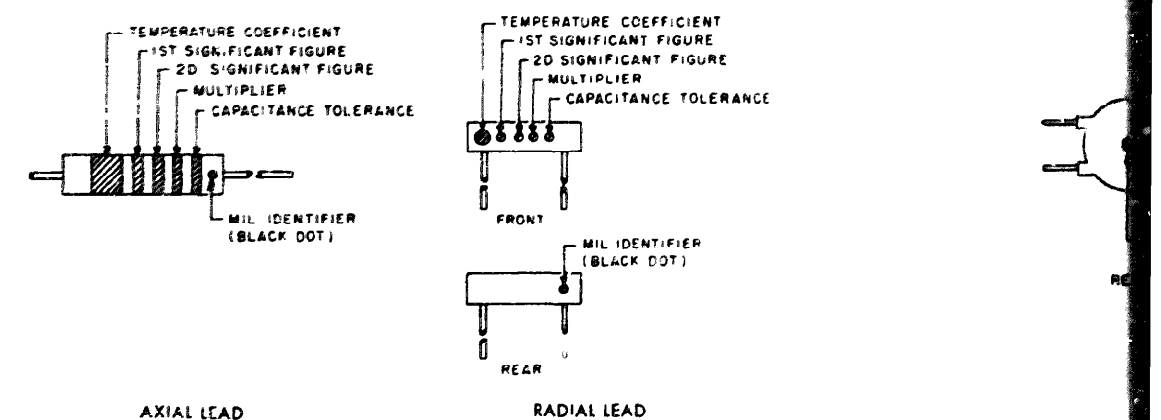 TEMPERATURE COEFFICIENT
1ST SIGNIFICANT FIGURE
2D SIGNIFICANT FIGURE
MULTIPLIER
CAPACITANCE TOLERANCE
MIL IDENTIFIER
(BLACK DOT)
AXIAL LEAD
TEMPERATURE COEFFICIENT
1ST SIGNIFICANT FIGURE
2D SIGNIFICANT FIGURE
MULTIPLIER
CAPACITANCE TOLERANCE
FRONT
MIL IDENTIFIER
(BLACK DOT)
REAR
RADIAL LEAD
RE